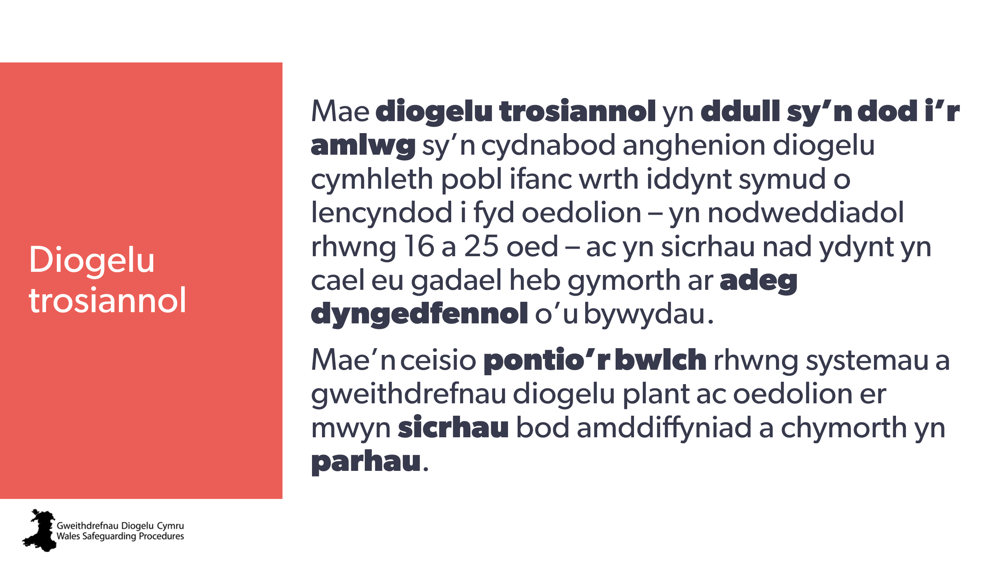 Diogelu
trosiannol
Mae diogelu trosiannol yn ddull sy'n dod i'r
amlwg sy'n cydnabod anghenion diogelu
cymhleth pobl ifanc wrth iddynt symud o
lencyndod i fyd oedolion – yn nodweddiadol
rhwng 16 a 25 oed – ac yn sicrhau nad ydynt yn
cael eu gadael heb gymorth ar adeg
dyngedfennol o'u bywydau.
Mae'n ceisio pontio'r bwlch rhwng systemau a
gweithdrefnau diogelu plant ac oedolion er
mwyn sicrhau bod amddiffyniad a chymorth yn
parhau.
Gweithdrefnau Diogelu Cymru
Wales Safeguarding Procedures